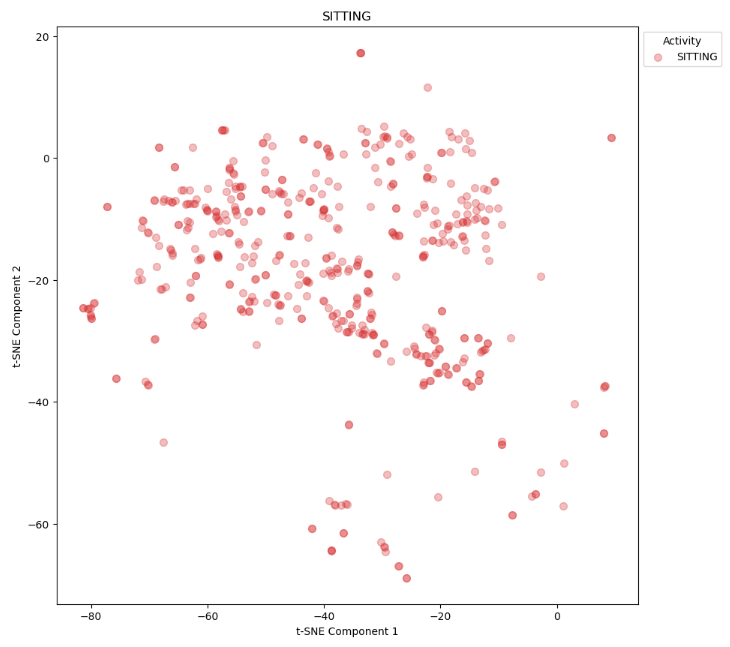 SITTING
Activity
SITTING
20
0
−20
−40
−60
t-SNE Component 2
−80
−60
−40
−20
0
t-SNE Component 1